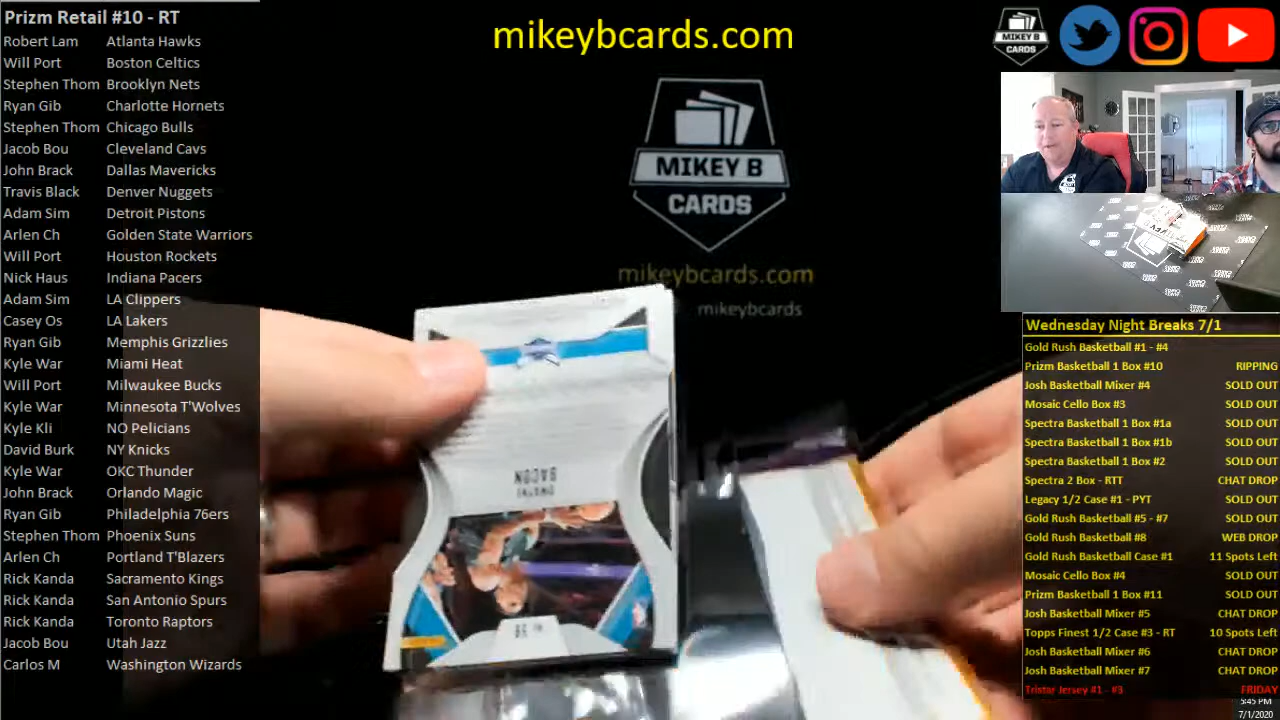 Prizm Retail #10 - RT
Robert Lam Atlanta Hawks
Will Port Boston Celtics
Stephen Thom Brooklyn Nets
Ryan Gib Charlotte Hornets
Stephen Thom Chicago Bulls
Jacob Bou Cleveland Cavs
John Brack Dallas Mavericks
Travis Black Denver Nuggets
Adam Sim Detroit Pistons
Arlen Ch Golden State Warriors
Will Port Houston Rockets
Nick Haus Indiana Pacers
Adam Sim LA Clippers
Casey Os LA Lakers
Ryan Gib Memphis Grizzlies
Kyle War Miami Heat
Will Port Milwaukee Bucks
Kyle War Minnesota T'Wolves
Kyle Kli NO Pelicians
David Burk NY Knicks
Kyle War OKC Thunder
John Brack Orlando Magic
Ryan Gib Philadelphia 76ers
Stephen Thom Phoenix Suns
Arlen Ch Portland T'Blazers
Rick Kanda Sacramento Kings
Rick Kanda San Antonio Spurs
Rick Kanda Toronto Raptors
Jacob Bou Utah Jazz
Carlos M Washington Wizards
mikeybcards.com
MIKEY B
CARDS
mikeybcards.com
mikeybcards
DWAYNE
BACON
MIKEY B
CARDS
Wednesday Night Breaks 7/1
Gold Rush Basketball #1 - #4
Prizm Basketball 1 Box #10 RIPPING
Josh Basketball Mixer #4 SOLD OUT
Mosaic Cello Box #3 SOLD OUT
Spectra Basketball 1 Box #1a SOLD OUT
Spectra Basketball 1 Box #1b SOLD OUT
Spectra Basketball 1 Box #2 SOLD OUT
Spectra 2 Box - RTT CHAT DROP
Legacy 1/2 Case #1 - PYT SOLD OUT
Gold Rush Basketball #5 - #7 SOLD OUT
Gold Rush Basketball #8 WEB DROP
Gold Rush Basketball Case #1 11 Spots Left
Mosaic Cello Box #4 SOLD OUT
Prizm Basketball 1 Box #11 SOLD OUT
Josh Basketball Mixer #5 CHAT DROP
Topps Finest 1/2 Case #3 - RT 10 Spots Left
Josh Basketball Mixer #6 CHAT DROP
Josh Basketball Mixer #7 CHAT DROP
Tristar Jersey #1 - #3 FRIDAY
5:45 PM
7/1/2020